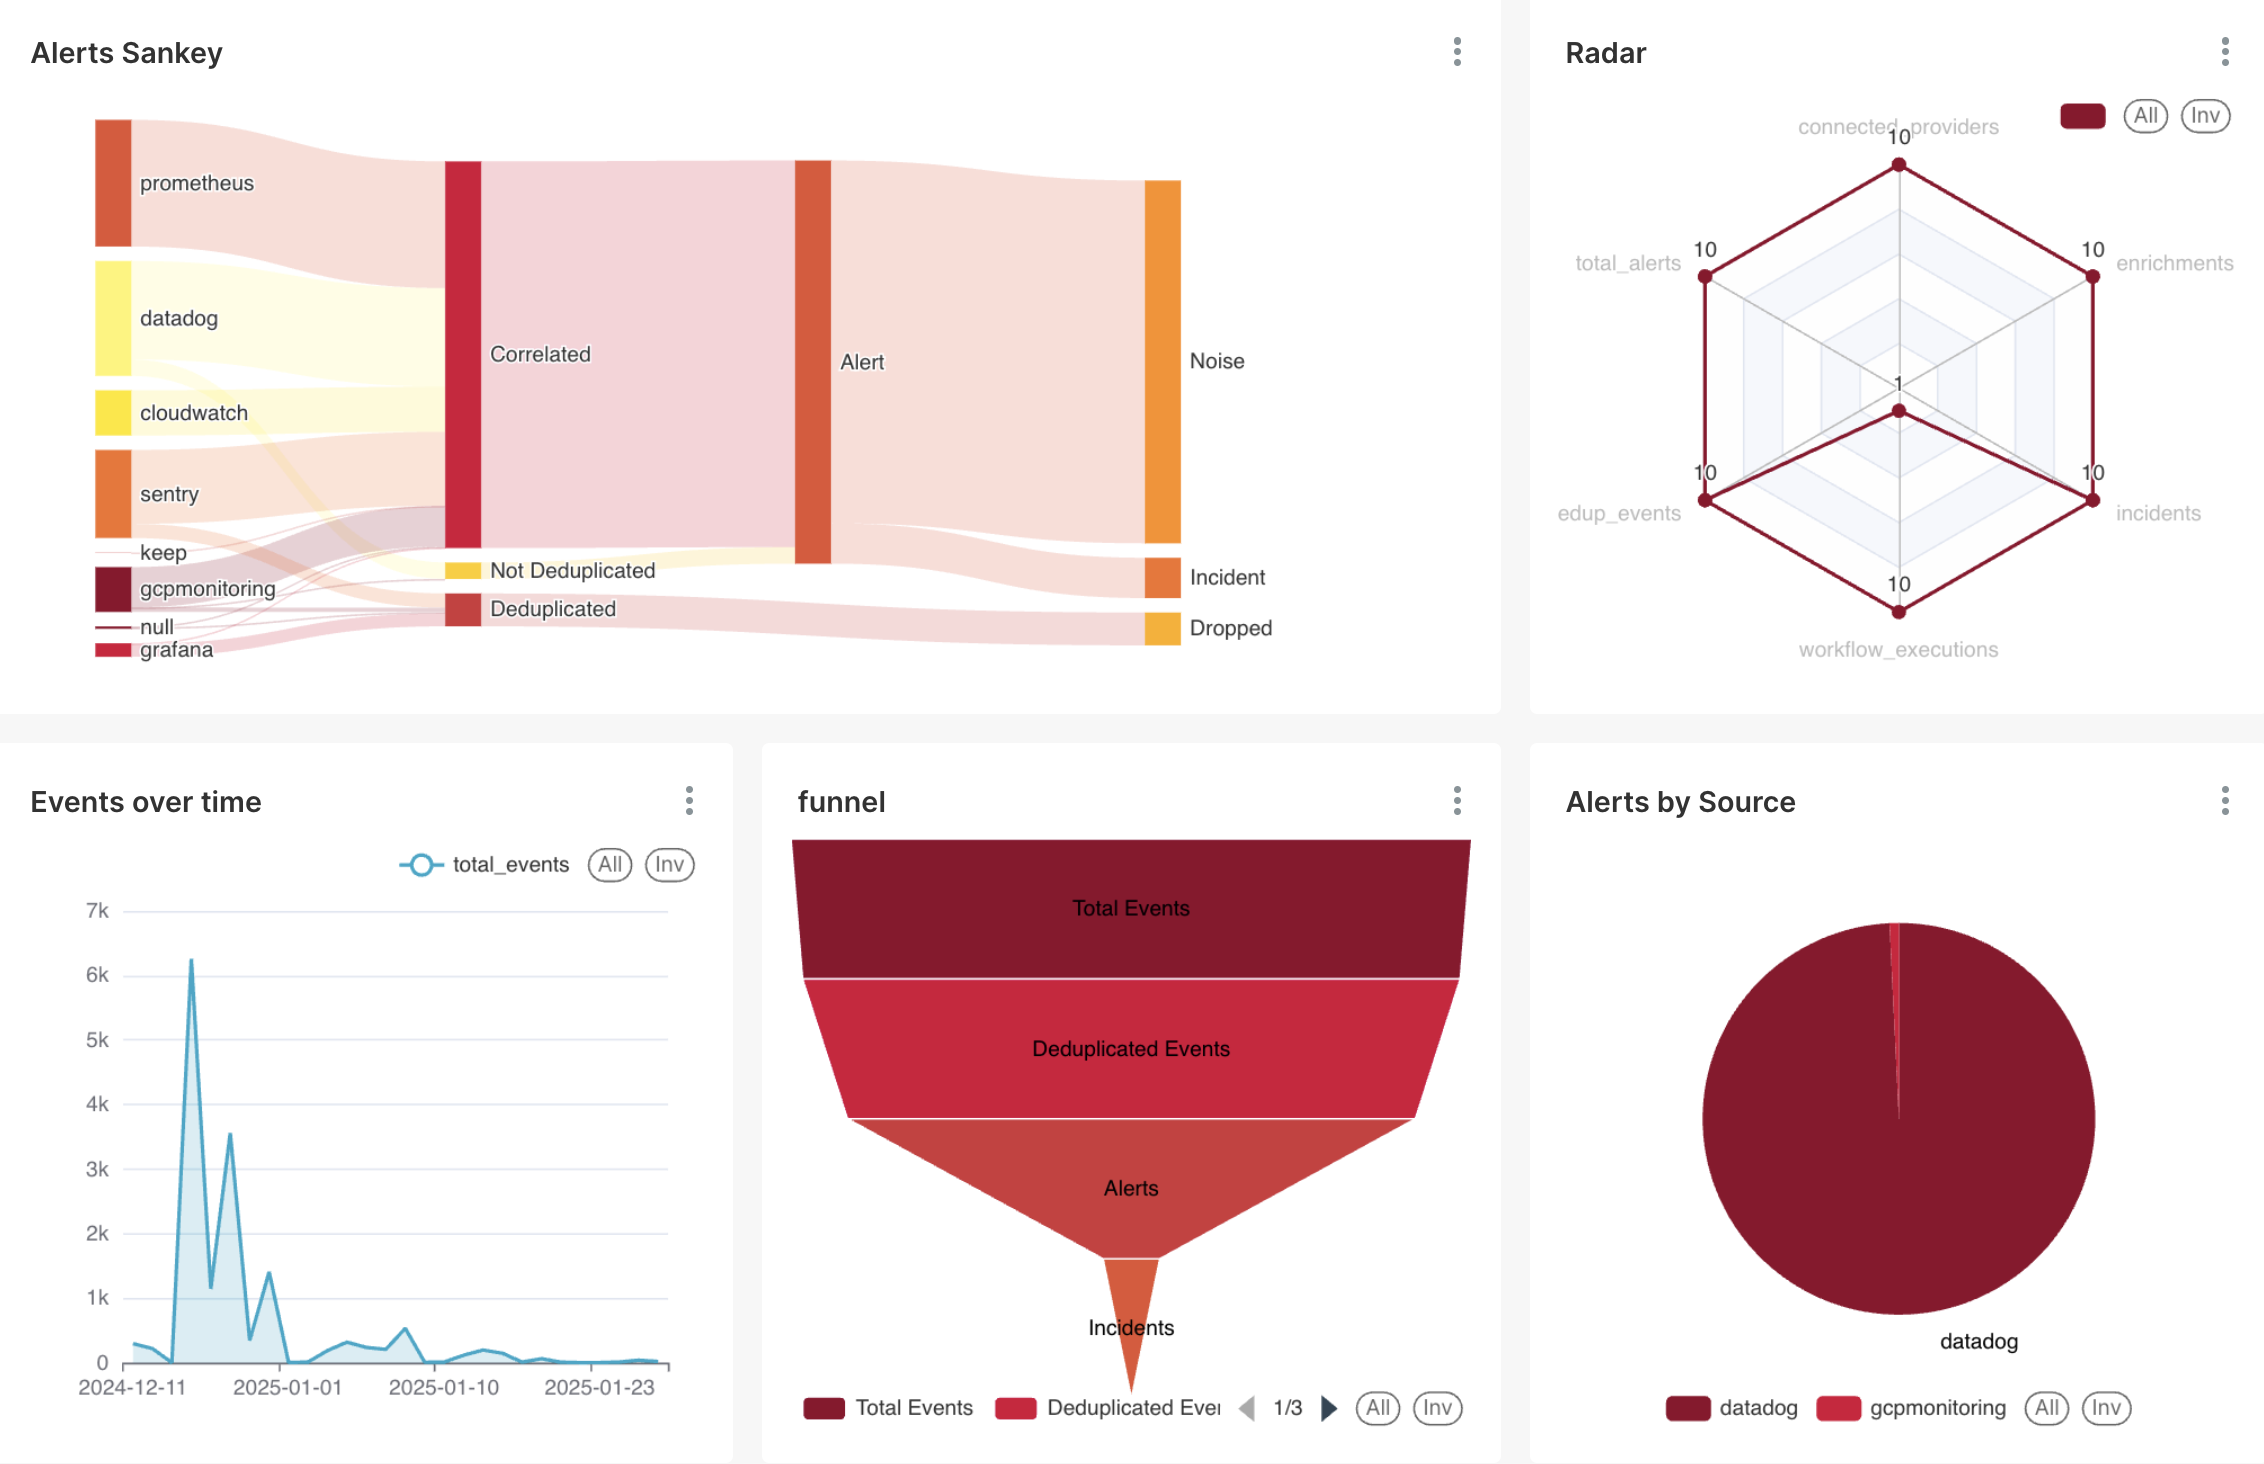 Alerts Sankey
prometheus
datadog
cloudwatch
sentry
keep
gcpmonitoring
null
grafana
Correlated
Not Deduplicated
Deduplicated
Alert
Noise
Incident
Dropped
Radar
All Inv
connected_providers
10
10
enrichments
10
incidents
10
workflow_executions
10
edup_events
10
total_alerts
1
Events over time
total_events All Inv
7k
6k
5k
4k
3k
2k
1k
0
2024-12-11 2025-01-01 2025-01-10 2025-01-23
funnel
Total Events
Deduplicated Events
Alerts
Incidents
Total Events Deduplicated Ever 1/3 All Inv
Alerts by Source
datadog
datadog gcpmonitoring All Inv